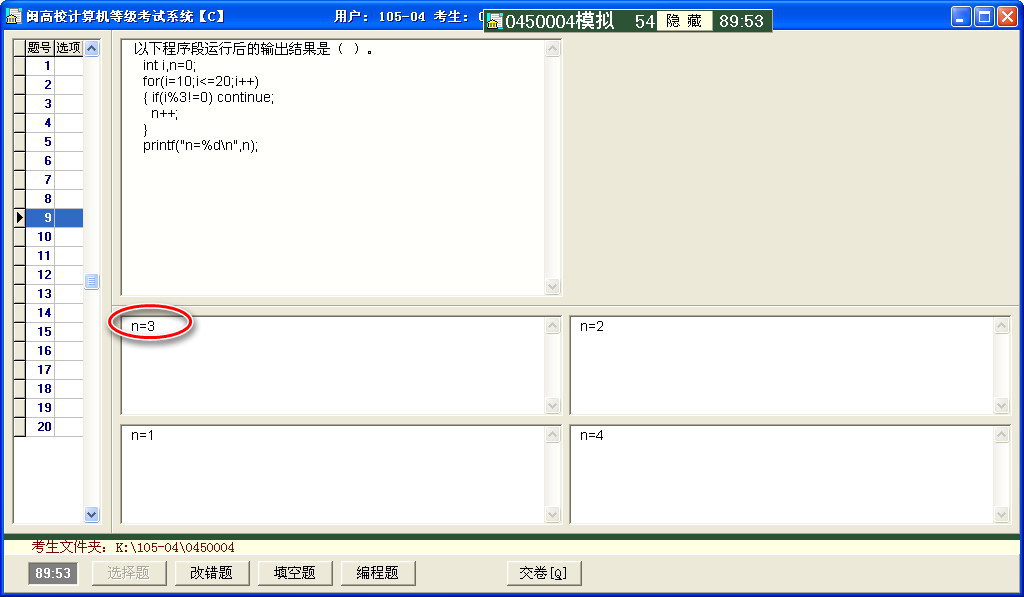 闽高校计算机等级考试系统【C】 用户: 105-04 考生:
0450004模拟 54 隐 藏 89:53
题号 选项
1
2
3
4
5
6
7
8
9
10
11
12
13
14
15
16
17
18
19
20
以下程序段运行后的输出结果是（ ）。
int i,n=0;
for(i=10;i<=20;i++)
{ if(i%3!=0) continue;
n++;
}
printf("n=%d\n",n);
n=3
n=2
n=1
n=4
考生文件夹: K:\105-04\0450004
89:53 选择题 改错题 填空题 编程题 交卷[Q]